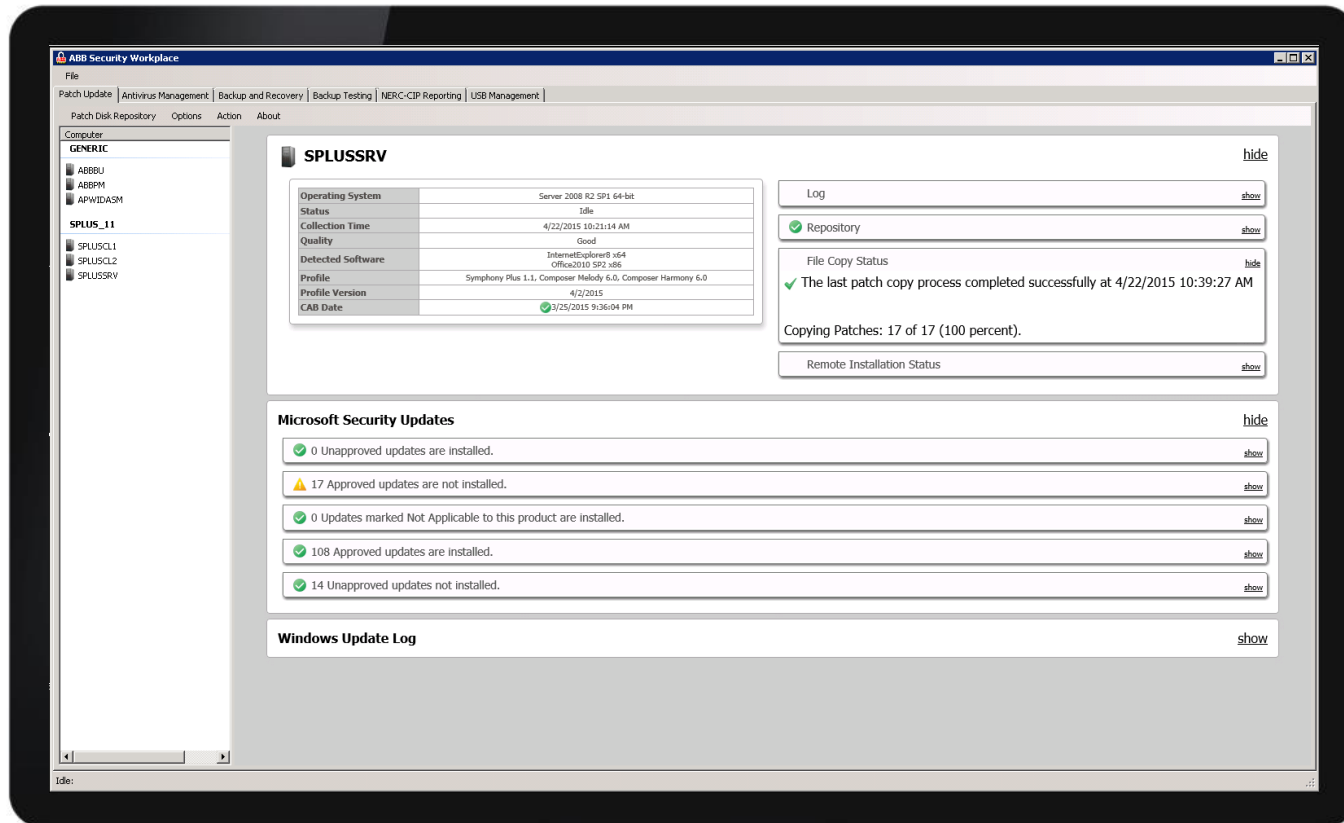 ABB Security Workplace
File
Patch Update Antivirus Management Backup and Recovery Backup Testing NERC-CIP Reporting USB Management
Patch Disk Repository Options Action About
Computer
GENERIC
ABBBU
ABBPM
APWIDASM
SPLUS_11
SPLUSCL1
SPLUSCL2
SPLUSSRV
SPLUSSRV hide
Operating System Server 2008 R2 SP1 64-bit
Status Idle
Collection Time 4/22/2015 10:21:14 AM
Quality Good
Detected Software InternetExplorer8 x64
Office2010 SP2 x86
Profile Symphony Plus 1.1, Composer Melody 6.0, Composer Harmony 6.0
Profile Version 4/2/2015
CAB Date 3/25/2015 9:36:04 PM
Log show
Repository show
File Copy Status hide
The last patch copy process completed successfully at 4/22/2015 10:39:27 AM
Copying Patches: 17 of 17 (100 percent).
Remote Installation Status show
Microsoft Security Updates hide
0 Unapproved updates are installed. show
17 Approved updates are not installed. show
0 Updates marked Not Applicable to this product are installed. show
108 Approved updates are installed. show
14 Unapproved updates not installed. show
Windows Update Log show
Idle: